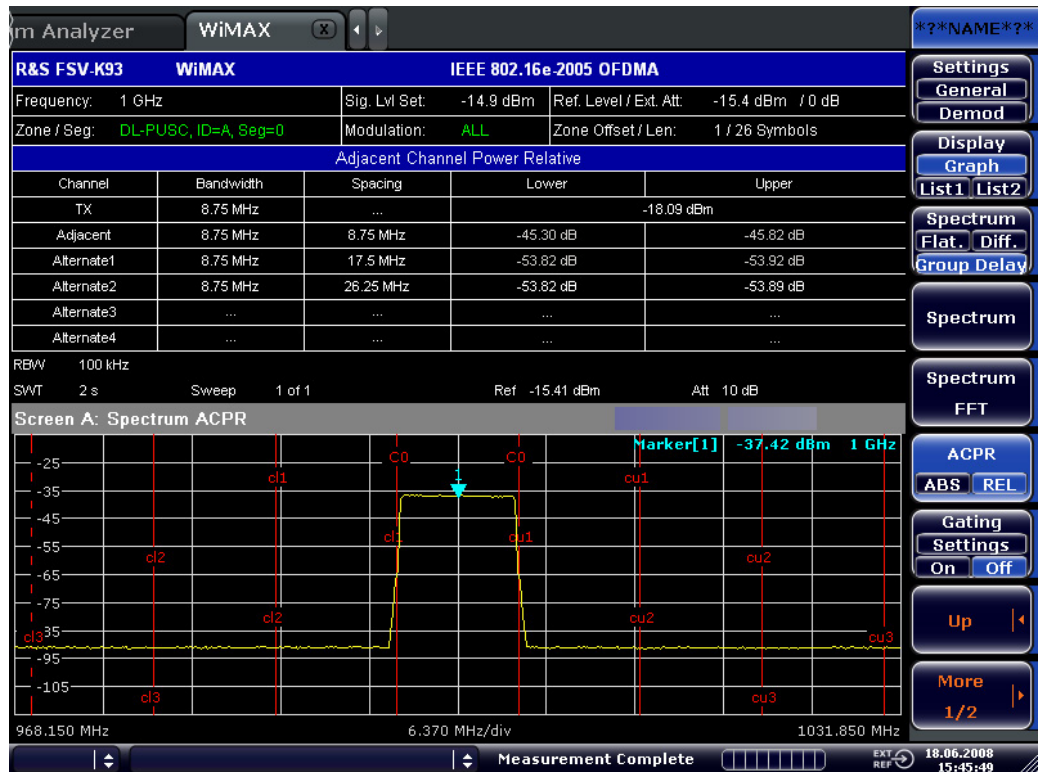 m Analyzer WiMAX X
*?*NAME*?*
R&S FSV-K93 WiMAX IEEE 802.16e-2005 OFDMA
Frequency: 1 GHz Sig. Lvl Set: -14.9 dBm Ref. Level / Ext. Att: -15.4 dBm / 0 dB
Zone / Seg: DL-PUSC, ID=A, Seg=0 Modulation: ALL Zone Offset / Len: 1 / 26 Symbols
Adjacent Channel Power Relative
Channel Bandwidth Spacing Lower Upper
TX 8.75 MHz ... -18.09 dBm
Adjacent 8.75 MHz 8.75 MHz -45.30 dB -45.82 dB
Alternate1 8.75 MHz 17.5 MHz -53.82 dB -53.92 dB
Alternate2 8.75 MHz 26.25 MHz -53.82 dB -53.89 dB
Alternate3 ... ... ... ...
Alternate4 ... ... ... ...
RBW 100 kHz
SWT 2 s Sweep 1 of 1 Ref -15.41 dBm Att 10 dB
Screen A: Spectrum ACPR
Marker[1] -37.42 dBm 1 GHz
-25 C0 C0
cl1 1 cu1
-35
-45
cl1 cu1
-55
cl2 cu2
-65
-75
cl2 cu2
cl3 35 cu3
-95
-105
cl3 cu3
968.150 MHz 6.370 MHz/div 1031.850 MHz
Settings
General
Demod
Display
Graph
List1 List2
Spectrum
Flat. Diff.
Group Delay
Spectrum
Spectrum
FFT
ACPR
ABS REL
Gating
Settings
On Off
Up
More
1/2
Measurement Complete EXT REF 18.06.2008
15:45:49